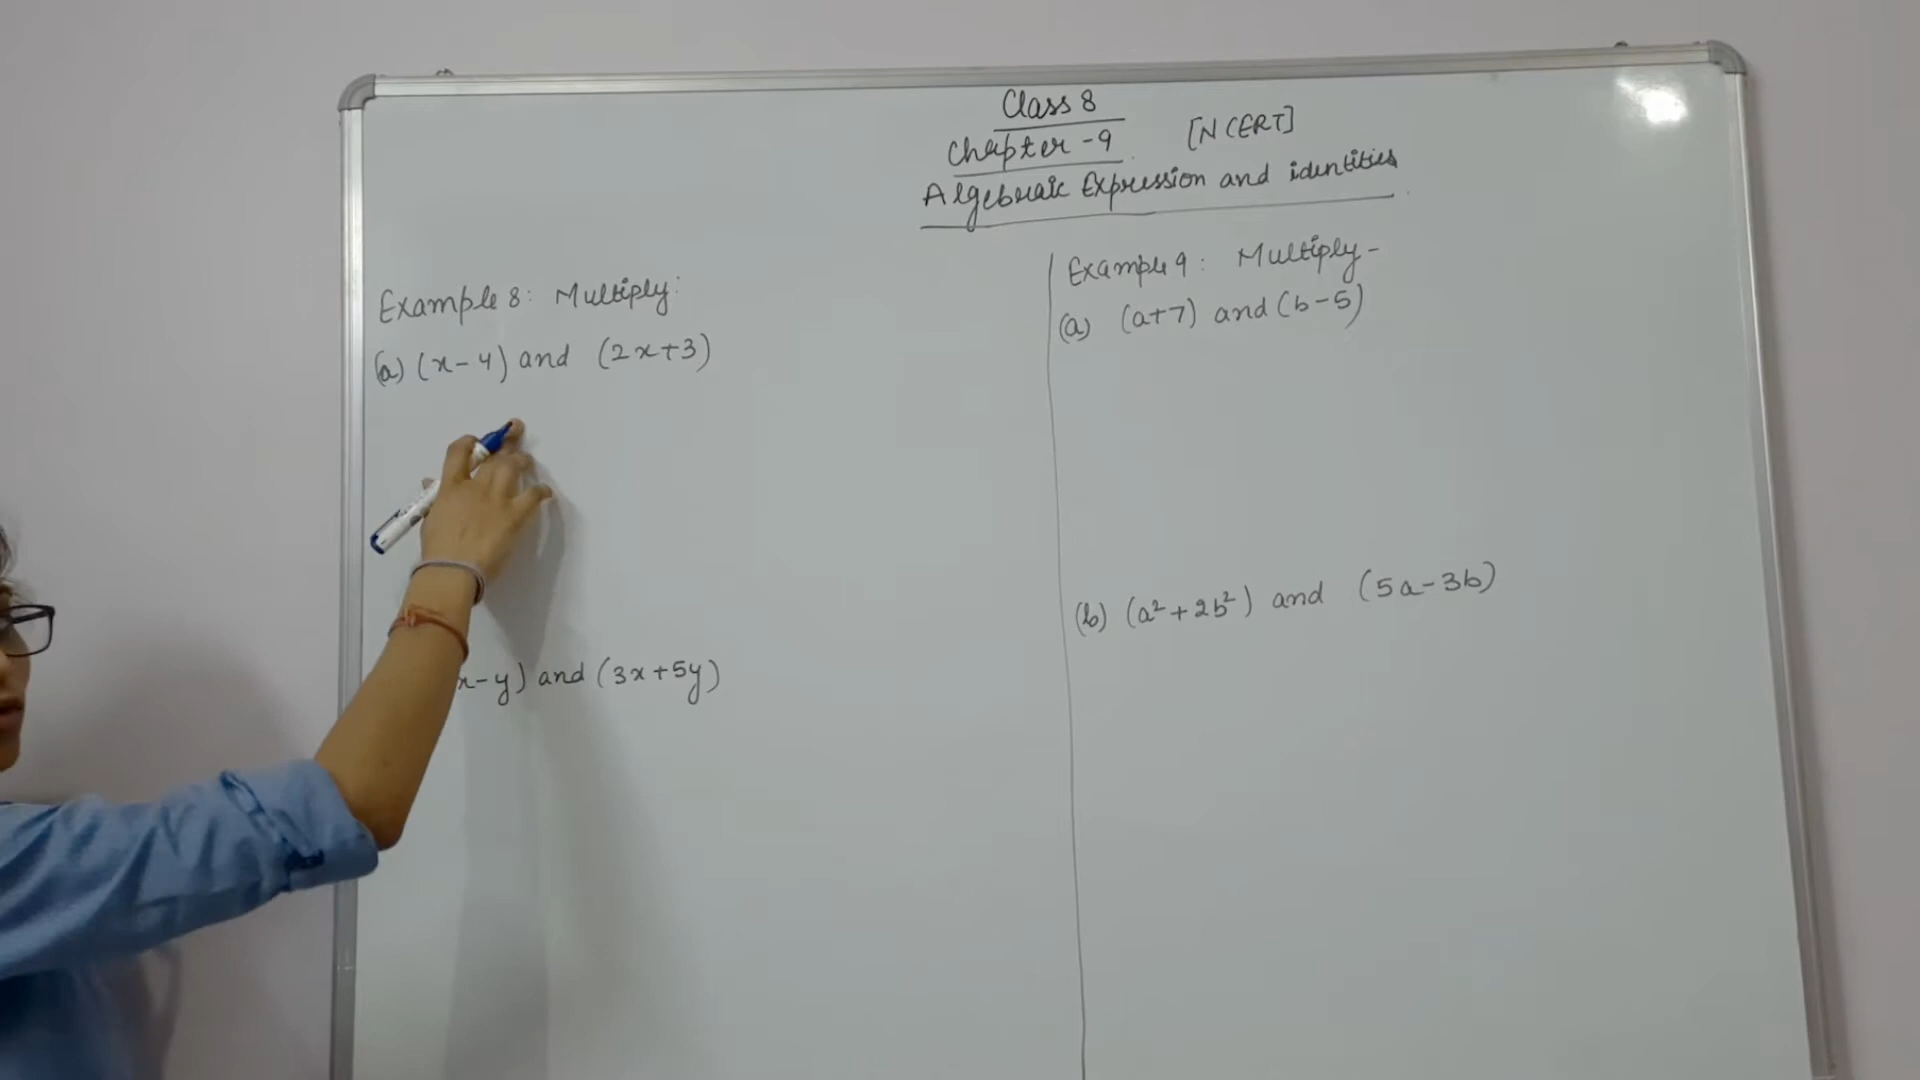 Class 8
Chapter - 9 [NCERT]
Algebraic Expression and identities
Example 8: Multiply:
(a) (x-4) and (2x+3)
x-y) and (3x+5y)
Example 9: Multiply-
(a) (a+7) and (b-5)
(b) (a²+2b²) and (5a-3b)